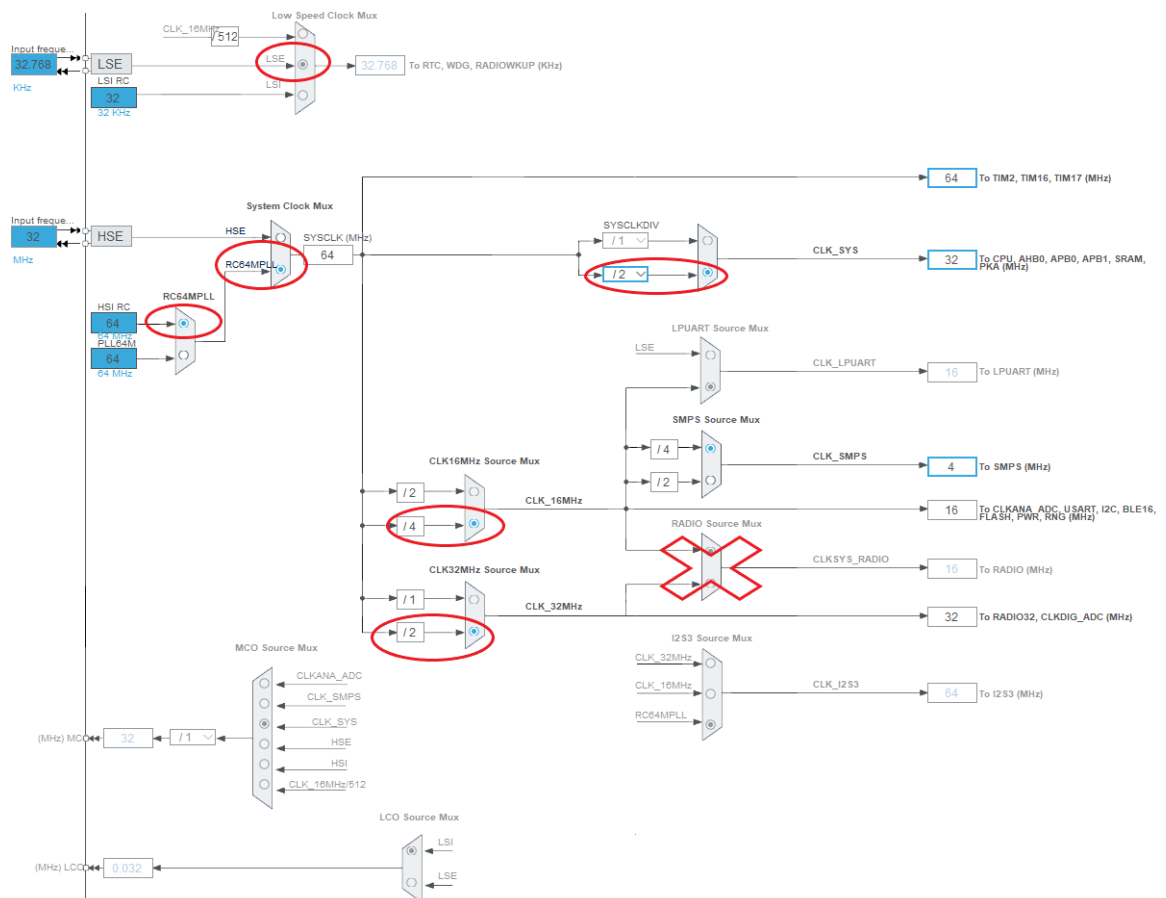 Low Speed Clock Mux
CLK_16MHz
/ 512
Input freque...
32.768
KHz
LSE
LSE
32.768
To RTC, WDG, RADIOWKUP (KHz)
LSI RC
32
32 KHz
LSI
64
To TIM2, TIM16, TIM17 (MHz)
System Clock Mux
Input freque...
32
MHz
HSE
HSE
SYSCLK (MHz)
64
RC64MPLL
SYSCLKDIV
/ 1
/ 2
CLK_SYS
32
To CPU, AHB0, APB0, APB1, SRAM,
PKA (MHz)
RC64MPLL
HSI RC
64
64 MHz
PLL64M
64
64 MHz
LPUART Source Mux
LSE
CLK_LPUART
16
To LPUART (MHz)
SMPS Source Mux
/ 4
/ 2
CLK_SMPS
4
To SMPS (MHz)
CLK16MHz Source Mux
/ 2
/ 4
CLK_16MHz
16
To CLKANA_ADC, USART, I2C, BLE16,
FLASH, PWR, RNG (MHz)
RADIO Source Mux
CLKSYS_RADIO
16
To RADIO (MHz)
CLK32MHz Source Mux
/ 1
/ 2
CLK_32MHz
32
To RADIO32, CLKDIG_ADC (MHz)
I2S3 Source Mux
CLK_32MHz
CLK_16MHz
RC64MPLL
CLK_I2S3
64
To I2S3 (MHz)
MCO Source Mux
CLKANA_ADC
CLK_SMPS
CLK_SYS
HSE
HSI
CLK_16MHz/512
(MHz) MC
32
/ 1
LCO Source Mux
LSI
LSE
(MHz) LCO
0.032